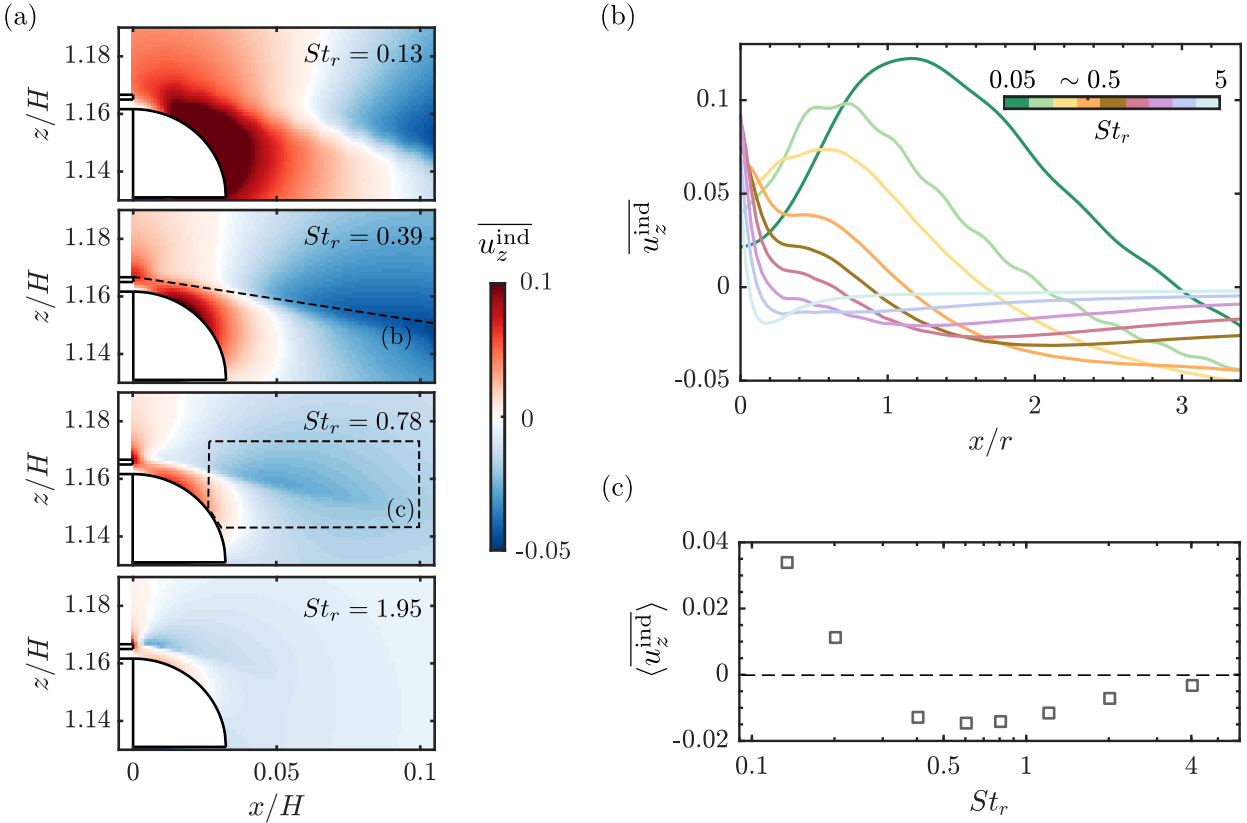 (a)
St_r = 0.13
1.18
1.16
1.14
z/H
St_r = 0.39
1.18
1.16
1.14
z/H
(b)
St_r = 0.78
1.18
1.16
1.14
z/H
(c)
St_r = 1.95
1.18
1.16
1.14
z/H
0 0.05 0.1
x/H
\overline{u_z^{ind}}
0.1
0
-0.05
(b)
0.1
0.05
0
-0.05
\overline{u_z^{ind}}
0.05 ∼ 0.5 5
St_r
0 1 2 3
x/r
(c)
0.04
0.02
0
-0.02
⟨\overline{u_z^{ind}}⟩
0.1 0.5 1 4
St_r